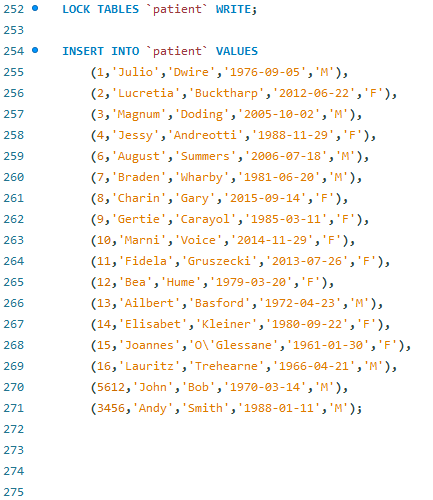 252 LOCK TABLES `patient` WRITE;
253
254 INSERT INTO `patient` VALUES
255 (1,'Julio','Dwire','1976-09-05','M'),
256 (2,'Lucretia','Bucktharp','2012-06-22','F'),
257 (3,'Magnum','Doding','2005-10-02','M'),
258 (4,'Jessy','Andreotti','1988-11-29','F'),
259 (6,'August','Summers','2006-07-18','M'),
260 (7,'Braden','Wharby','1981-06-20','M'),
261 (8,'Charin','Gary','2015-09-14','F'),
262 (9,'Gertie','Carayol','1985-03-11','F'),
263 (10,'Marni','Voice','2014-11-29','F'),
264 (11,'Fidela','Gruszecki','2013-07-26','F'),
265 (12,'Bea','Hume','1979-03-20','F'),
266 (13,'Ailbert','Basford','1972-04-23','M'),
267 (14,'Elisabet','Kleiner','1980-09-22','F'),
268 (15,'Joannes','O\'Glessane','1961-01-30','F'),
269 (16,'Lauritz','Trehearne','1966-04-21','M'),
270 (5612,'John','Bob','1970-03-14','M'),
271 (3456,'Andy','Smith','1988-01-11','M');
272
273
274
275